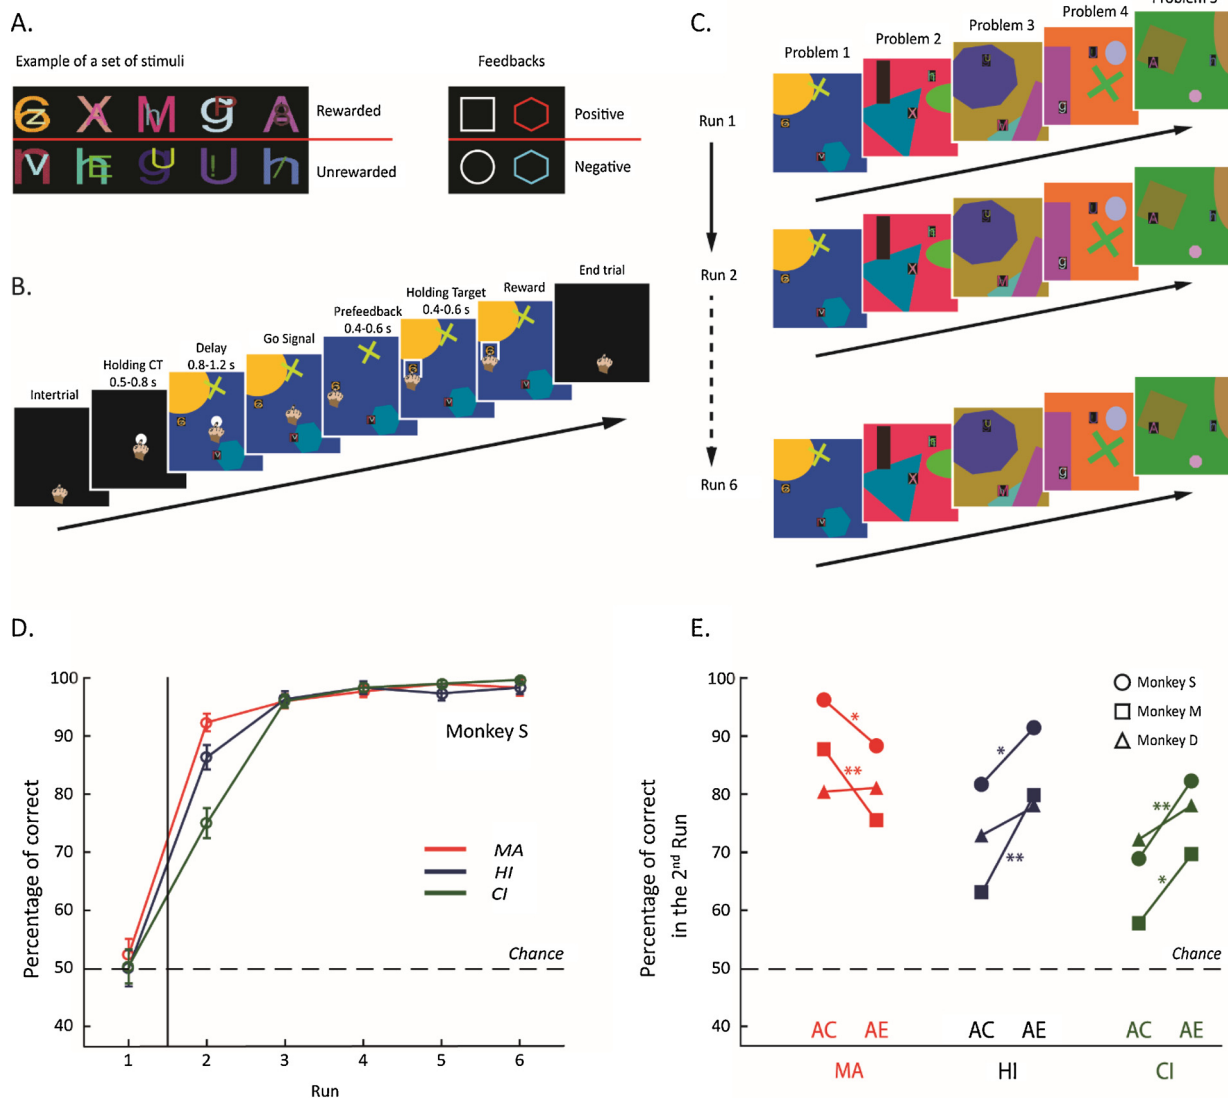 A.
Example of a set of stimuli
Feedbacks
Rewarded
Unrewarded
Positive
Negative
B.
Intertrial
Holding CT
0.5-0.8 s
Delay
0.8-1.2 s
Go Signal
Prefeedback
0.4-0.6 s
Holding Target
0.4-0.6 s
Reward
End trial
C.
Problem 1
Problem 2
Problem 3
Problem 4
Run 1
Run 2
Run 6
D.
Percentage of correct
100
90
80
70
60
50
40
Monkey S
MA
HI
CI
Chance
1
2
3
4
5
6
Run
E.
Percentage of correct
in the 2nd Run
100
90
80
70
60
50
40
Monkey S
Monkey M
Monkey D
*
**
*
**
**
*
Chance
AC AE
AC AE
AC AE
MA
HI
CI